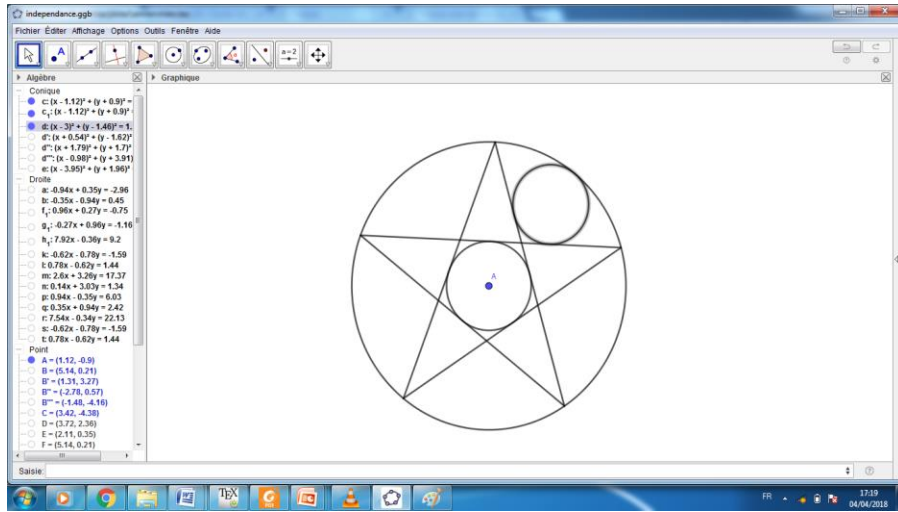 independance.ggb
Fichier Éditer Affichage Options Outils Fenêtre Aide
A
a=2
Algèbre
Graphique
Conique
c: (x - 1.12)² + (y + 0.9)² =
c₁: (x - 1.12)² + (y + 0.9)²
d: (x - 3)² + (y - 1.46)² = 1.
d': (x + 0.54)² + (y - 1.62)²
d'': (x + 1.79)² + (y + 1.7)²
d''': (x - 0.98)² + (y + 3.91)
e: (x - 3.95)² + (y + 1.96)²
Droite
a: -0.94x + 0.35y = -2.96
b: -0.35x - 0.94y = 0.45
f₁: 0.96x + 0.27y = -0.75
g₁: -0.27x + 0.96y = -1.16
h₁: 7.92x - 0.36y = 9.2
k: -0.62x - 0.78y = -1.59
l: 0.78x - 0.62y = 1.44
m: 2.6x + 3.26y = 17.37
n: 0.14x + 3.03y = 1.34
p: 0.94x - 0.35y = 6.03
q: 0.35x + 0.94y = 2.42
r: 7.54x - 0.34y = 22.13
s: -0.62x - 0.78y = -1.59
t: 0.78x - 0.62y = 1.44
Point
A = (1.12, -0.9)
B = (5.14, 0.21)
B' = (1.31, 3.27)
B'' = (-2.78, 0.57)
B''' = (-1.48, -4.16)
C = (3.42, -4.38)
D = (3.72, 2.36)
E = (2.11, 0.35)
F = (5.14, 0.21)
A
Saisie:
TEX
FR
17:19
04/04/2018